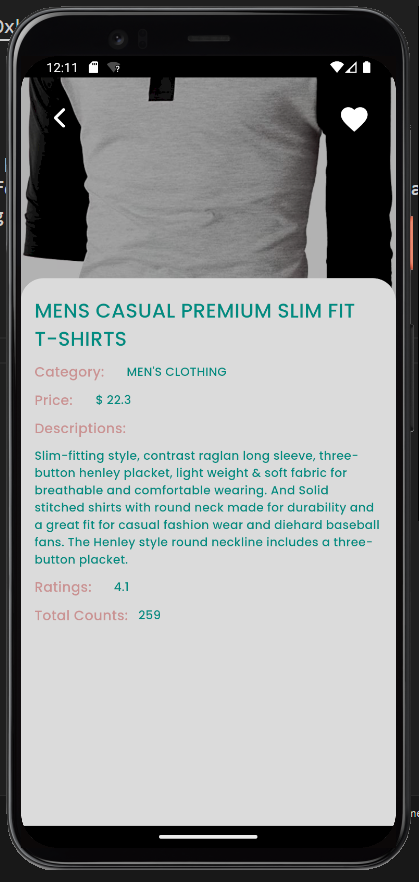 12:11
MENS CASUAL PREMIUM SLIM FIT
T-SHIRTS
Category: MEN'S CLOTHING
Price: $ 22.3
Descriptions:
Slim-fitting style, contrast raglan long sleeve, three-
button henley placket, light weight & soft fabric for
breathable and comfortable wearing. And Solid
stitched shirts with round neck made for durability and
a great fit for casual fashion wear and diehard baseball
fans. The Henley style round neckline includes a three-
button placket.
Ratings: 4.1
Total Counts: 259